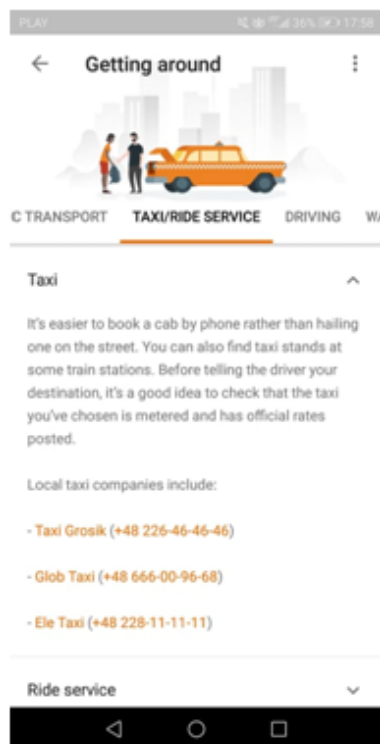 PLAY 36% 17:58
Getting around
C TRANSPORT TAXI/RIDE SERVICE DRIVING WA
Taxi
It's easier to book a cab by phone rather than hailing
one on the street. You can also find taxi stands at
some train stations. Before telling the driver your
destination, it's a good idea to check that the taxi
you've chosen is metered and has official rates
posted.
Local taxi companies include:
- Taxi Grosik (+48 226-46-46-46)
- Glob Taxi (+48 666-00-96-68)
- Ele Taxi (+48 228-11-11-11)
Ride service